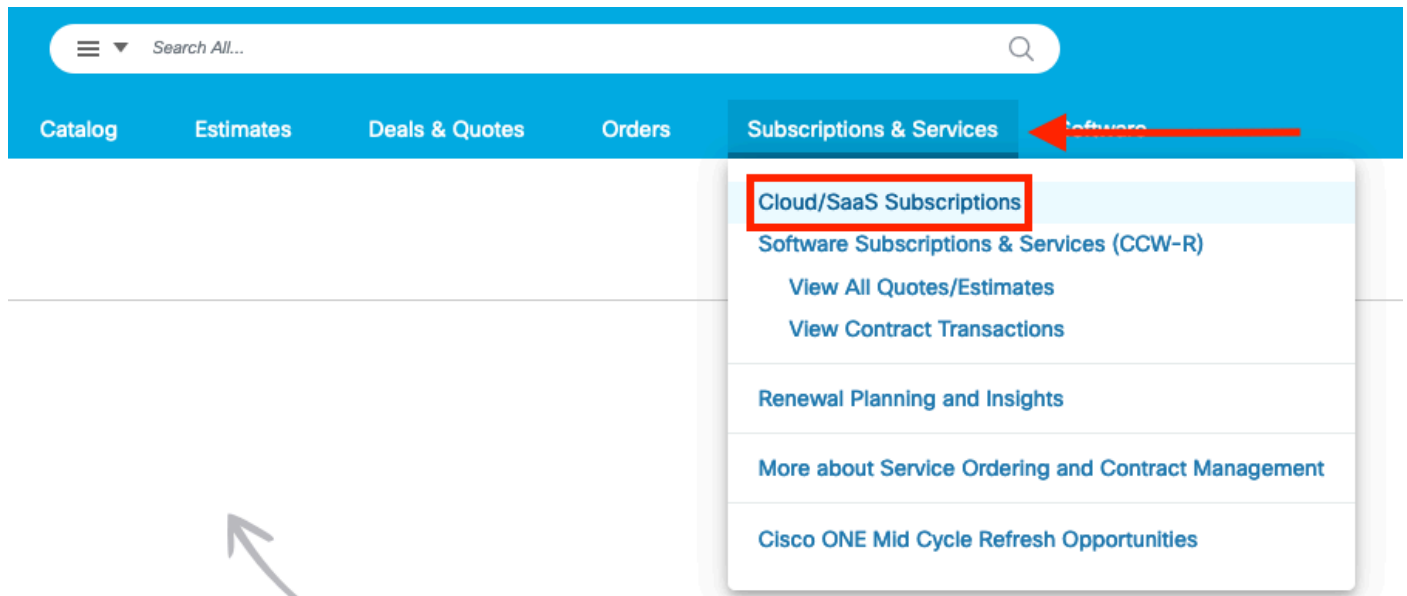 Search All...
Catalog Estimates Deals & Quotes Orders Subscriptions & Services Software
Cloud/SaaS Subscriptions
Software Subscriptions & Services (CCW-R)
View All Quotes/Estimates
View Contract Transactions
Renewal Planning and Insights
More about Service Ordering and Contract Management
Cisco ONE Mid Cycle Refresh Opportunities